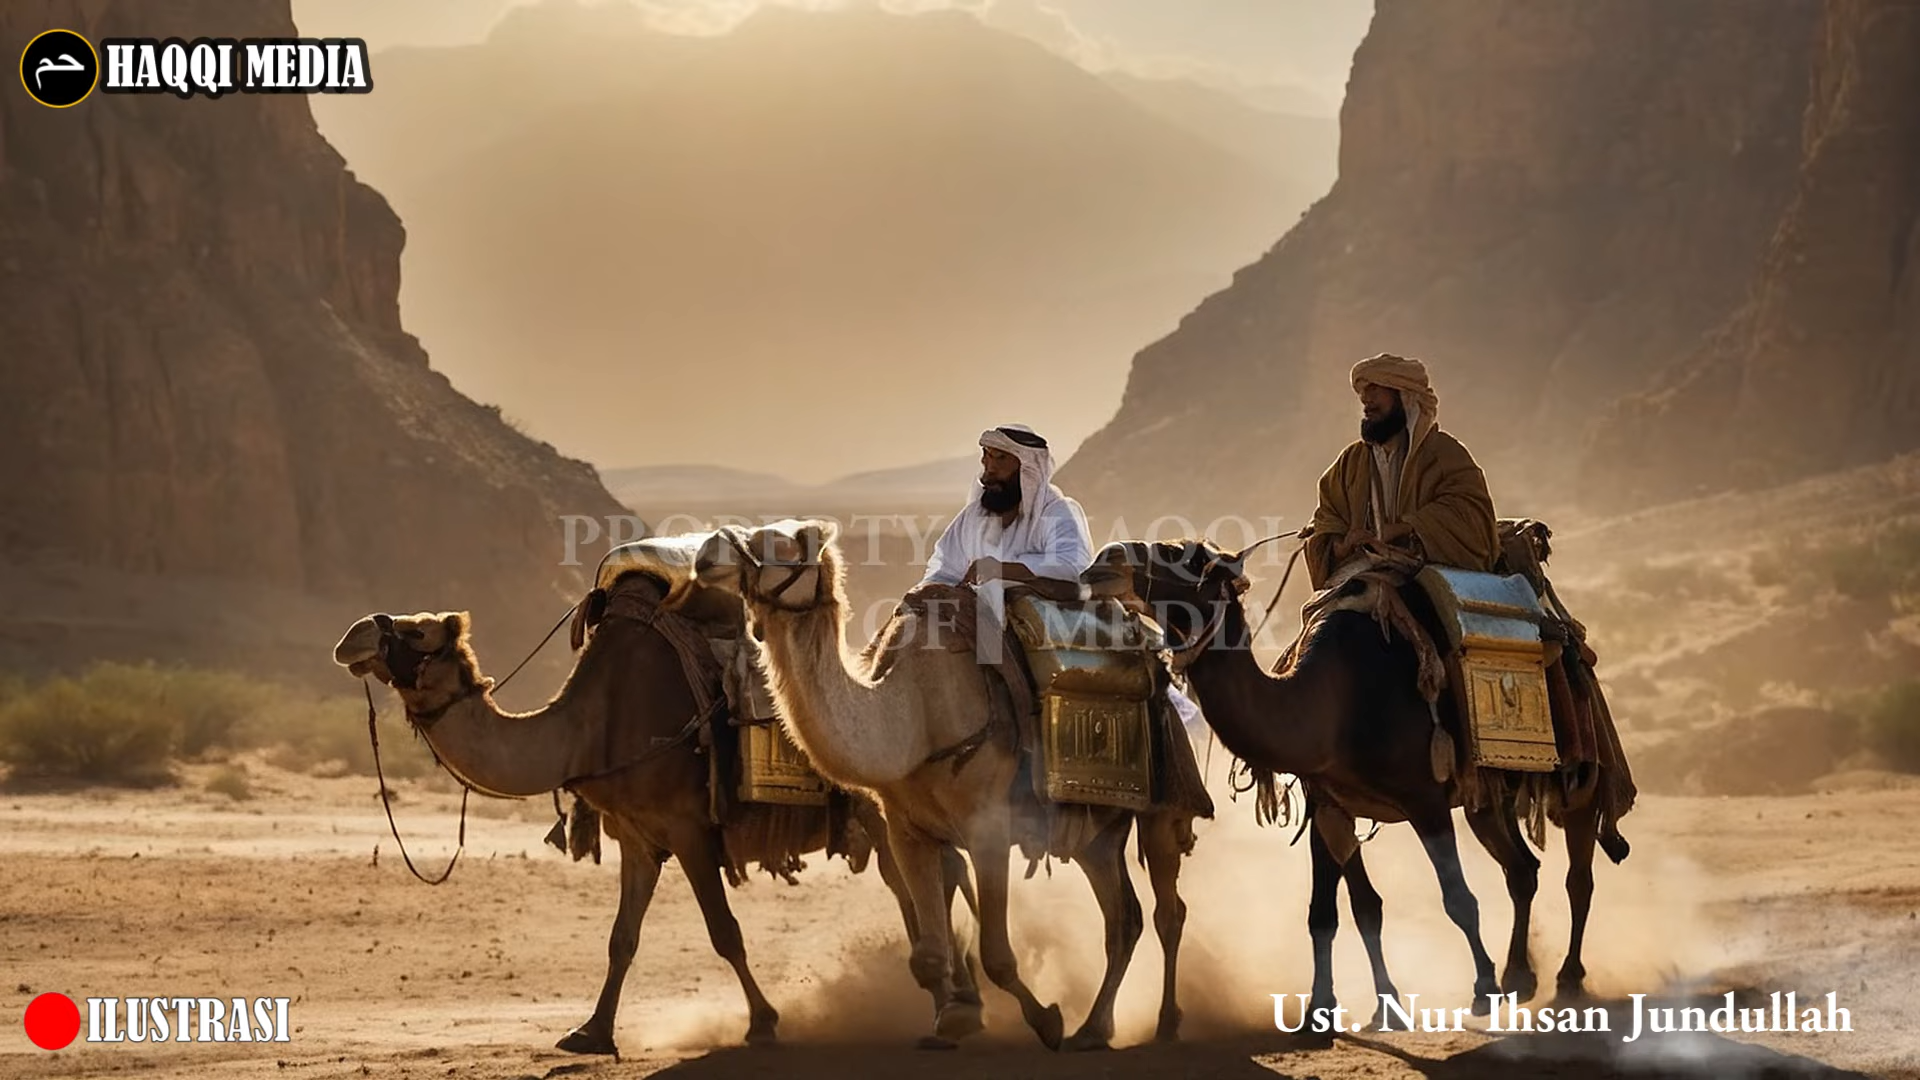 حم
HAQQI MEDIA
PROPERTY HAQQI
OF MEDIA
ILUSTRASI
Ust. Nur Ihsan Jundullah